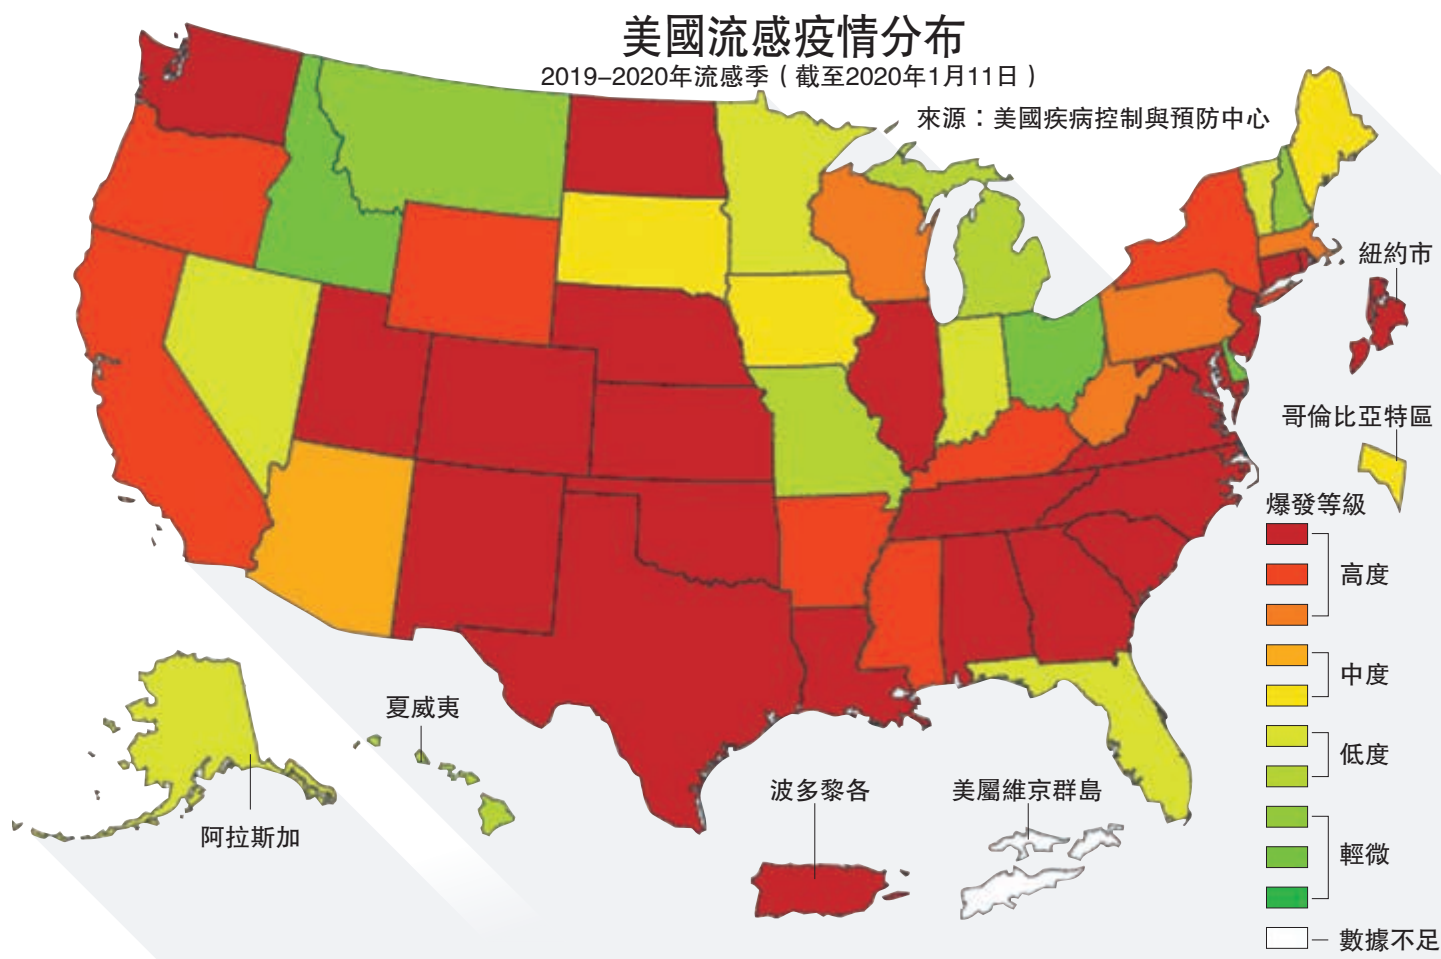 美國流感疫情分布
2019–2020年流感季（截至2020年1月11日）
來源：美國疾病控制與預防中心
紐約市
哥倫比亞特區
爆發等級
高度
中度
低度
輕微
數據不足
夏威夷
阿拉斯加
波多黎各
美屬維京群島